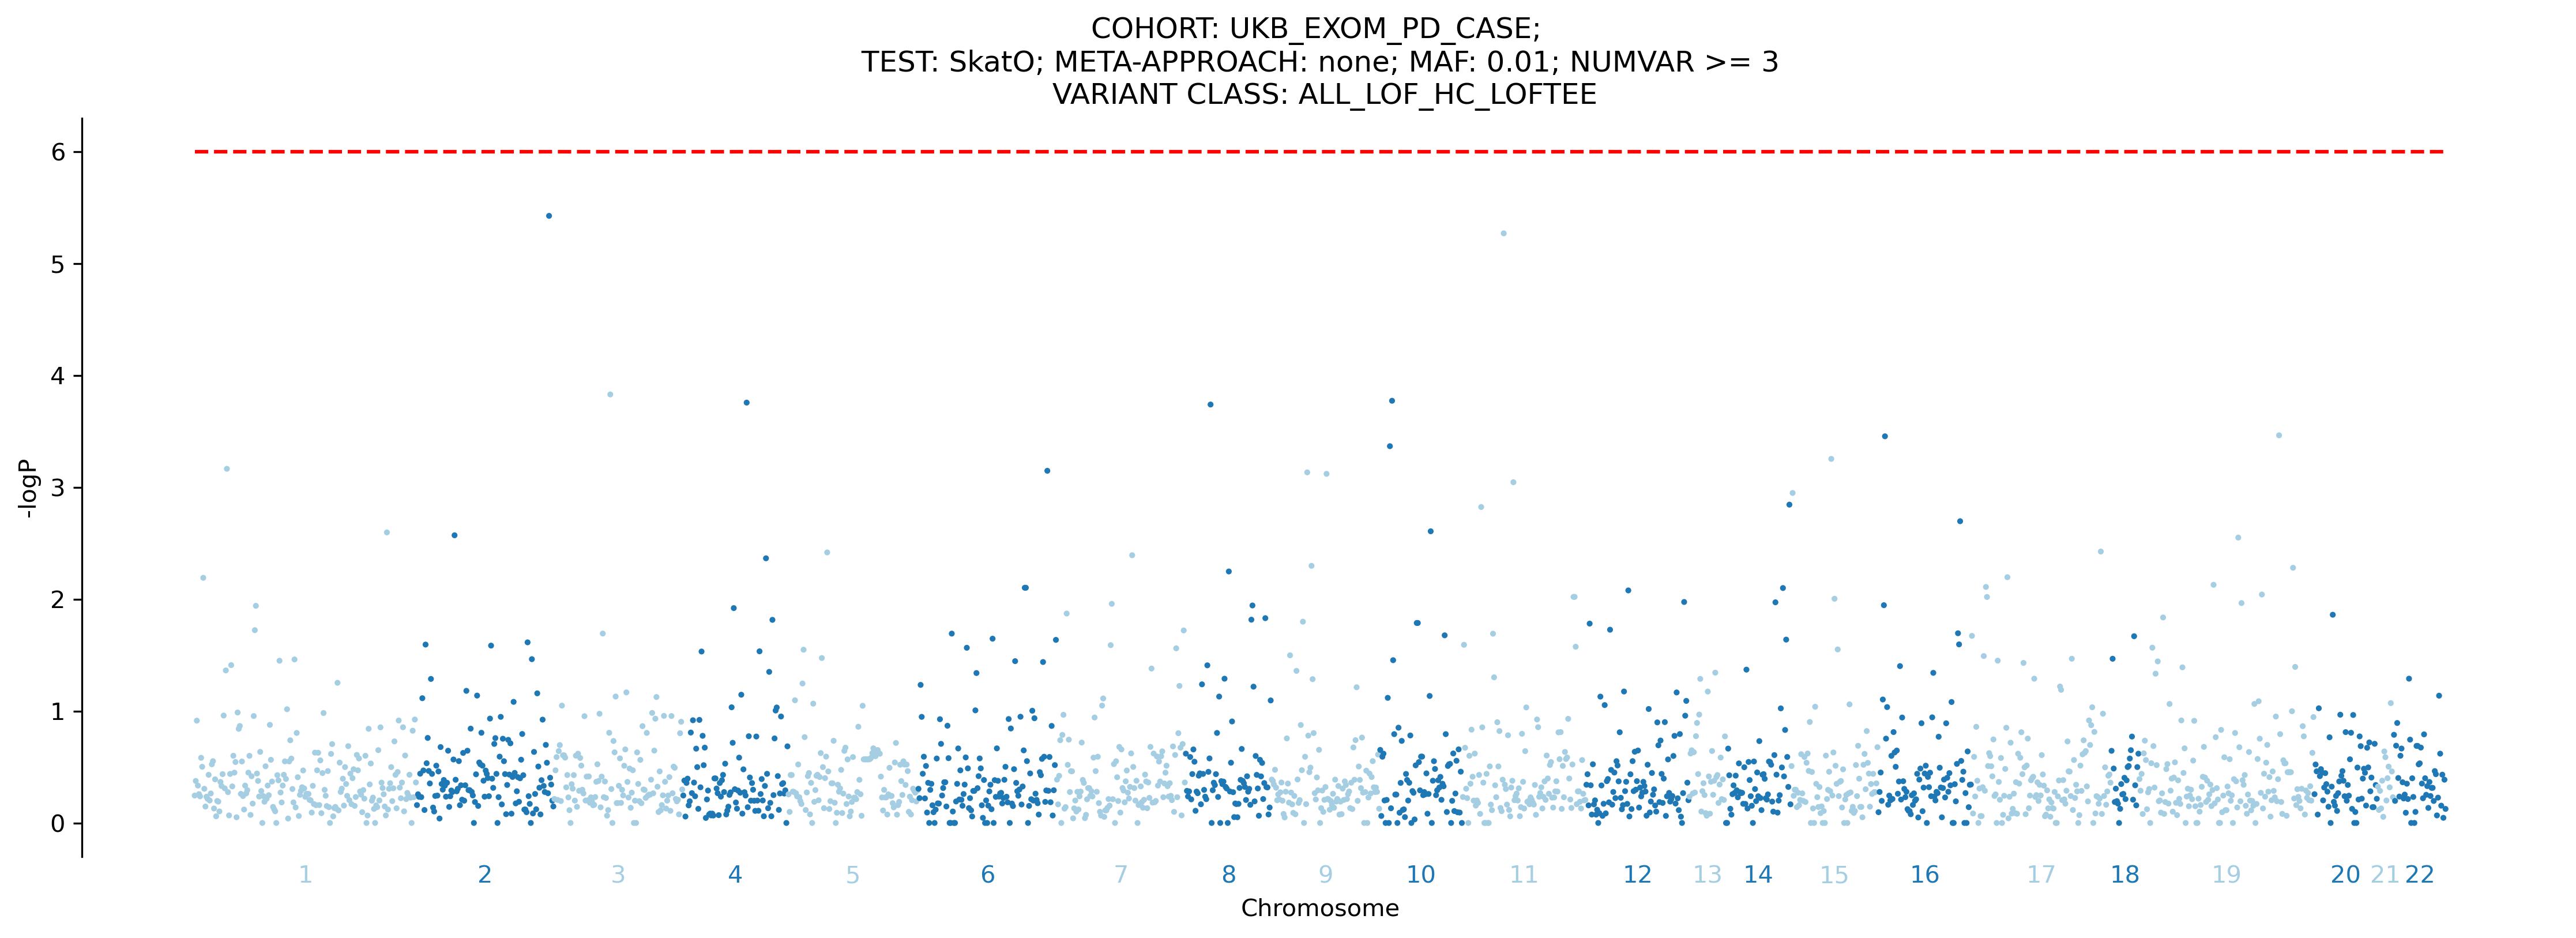 COHORT: UKB_EXOM_PD_CASE;
TEST: SkatO; META-APPROACH: none; MAF: 0.01; NUMVAR >= 3
VARIANT CLASS: ALL_LOF_HC_LOFTEE
6
5
4
3
2
1
0
-logP
1 2 3 4 5 6 7 8 9 10 11 12 13 14 15 16 17 18 19 20 21 22
Chromosome